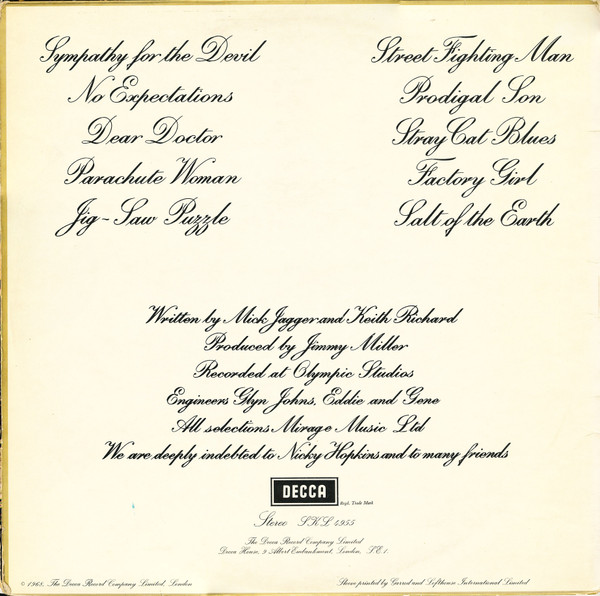 Sympathy for the Devil
No Expectations
Dear Doctor
Parachute Woman
Jig-Saw Puzzle
Street Fighting Man
Prodigal Son
Stray Cat Blues
Factory Girl
Salt of the Earth
Written by Mick Jagger and Keith Richard
Produced by Jimmy Miller
Recorded at Olympic Studios
Engineers Glyn Johns, Eddie and Gene
All selections Mirage Music Ltd
We are deeply indebted to Nicky Hopkins and to many friends
DECCA
Regd. Trade Mark
Stereo SKL 4955
The Decca Record Company Limited
Decca House, 9 Albert Embankment, London, S.E.1.
© 1968, The Decca Record Company Limited, London
Sleeve printed by Garrod and Lofthouse International Limited